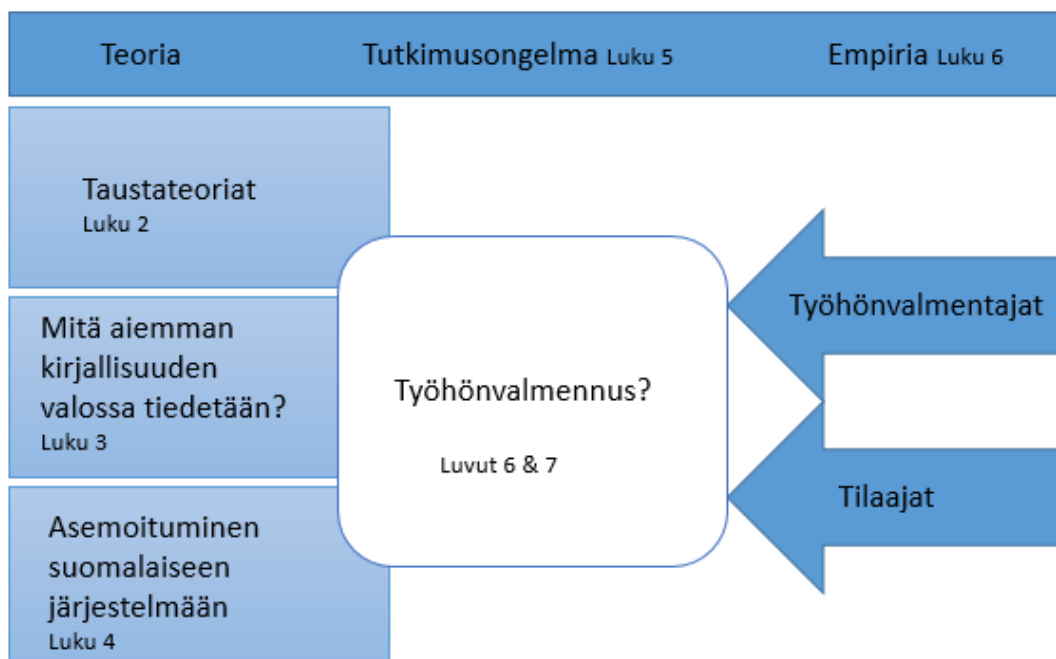 Teoria
Tutkimusongelma Luku 5
Empiria Luku 6
Taustateoriat
Luku 2
Mitä aiemman
kirjallisuuden
valossa tiedetään?
Luku 3
Asemoituminen
suomalaiseen
järjestelmään
Luku 4
Työhönvalmennus?
Luvut 6 & 7
Työhönvalmentajat
Tilaajat